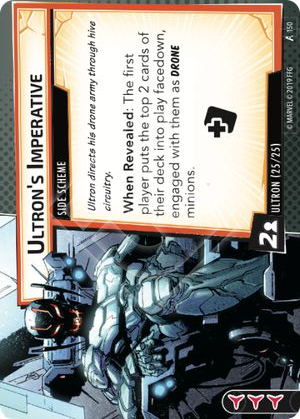 ULTRON'S IMPERATIVE
SIDE SCHEME
Ultron directs his drone army through hive
circuitry.
When Revealed: The first
player puts the top 2 cards of
their deck into play facedown,
engaged with them as DRONE
minions.
2
ULTRON (25/25)
© MARVEL © 2019 FFG
150